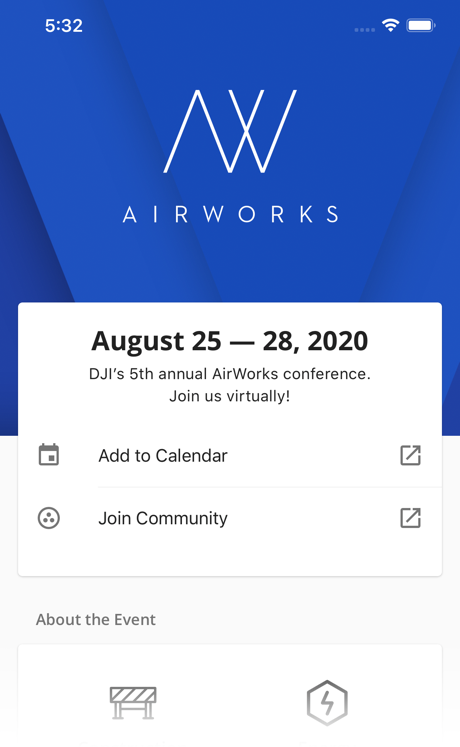 5:32
AIRWORKS
August 25 — 28, 2020
DJI’s 5th annual AirWorks conference.
Join us virtually!
Add to Calendar
Join Community
About the Event